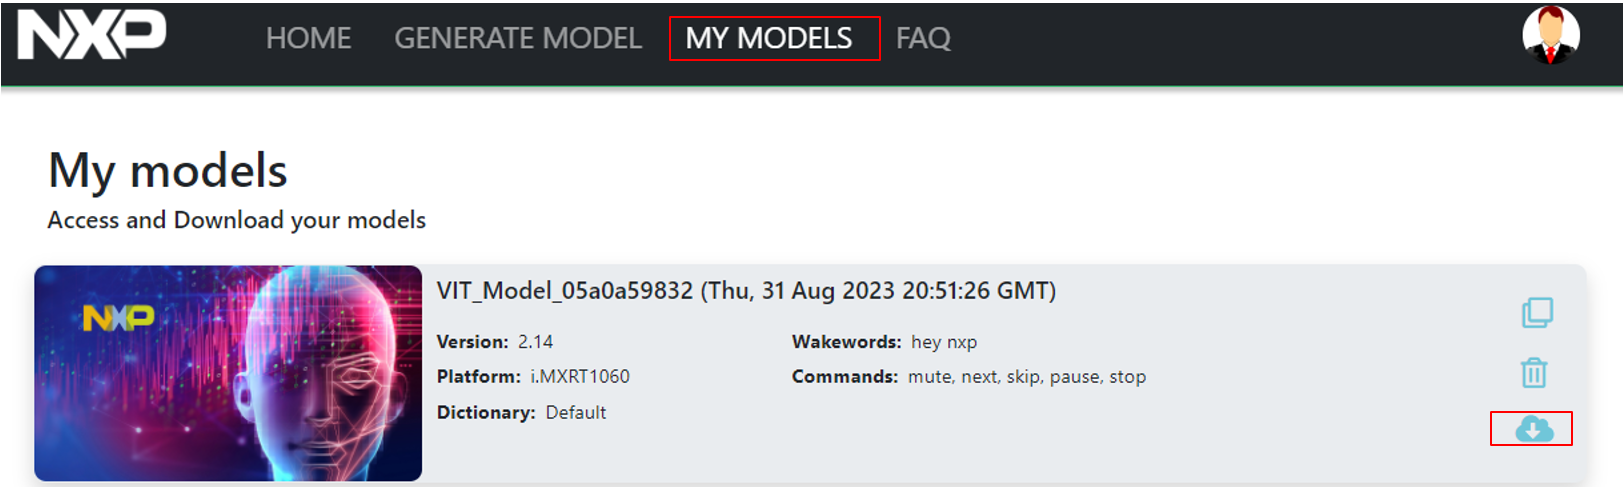 NXP HOME GENERATE MODEL MY MODELS FAQ
My models
Access and Download your models
NXP
VIT_Model_05a0a59832 (Thu, 31 Aug 2023 20:51:26 GMT)
Version: 2.14 Wakewords: hey nxp
Platform: i.MXRT1060 Commands: mute, next, skip, pause, stop
Dictionary: Default